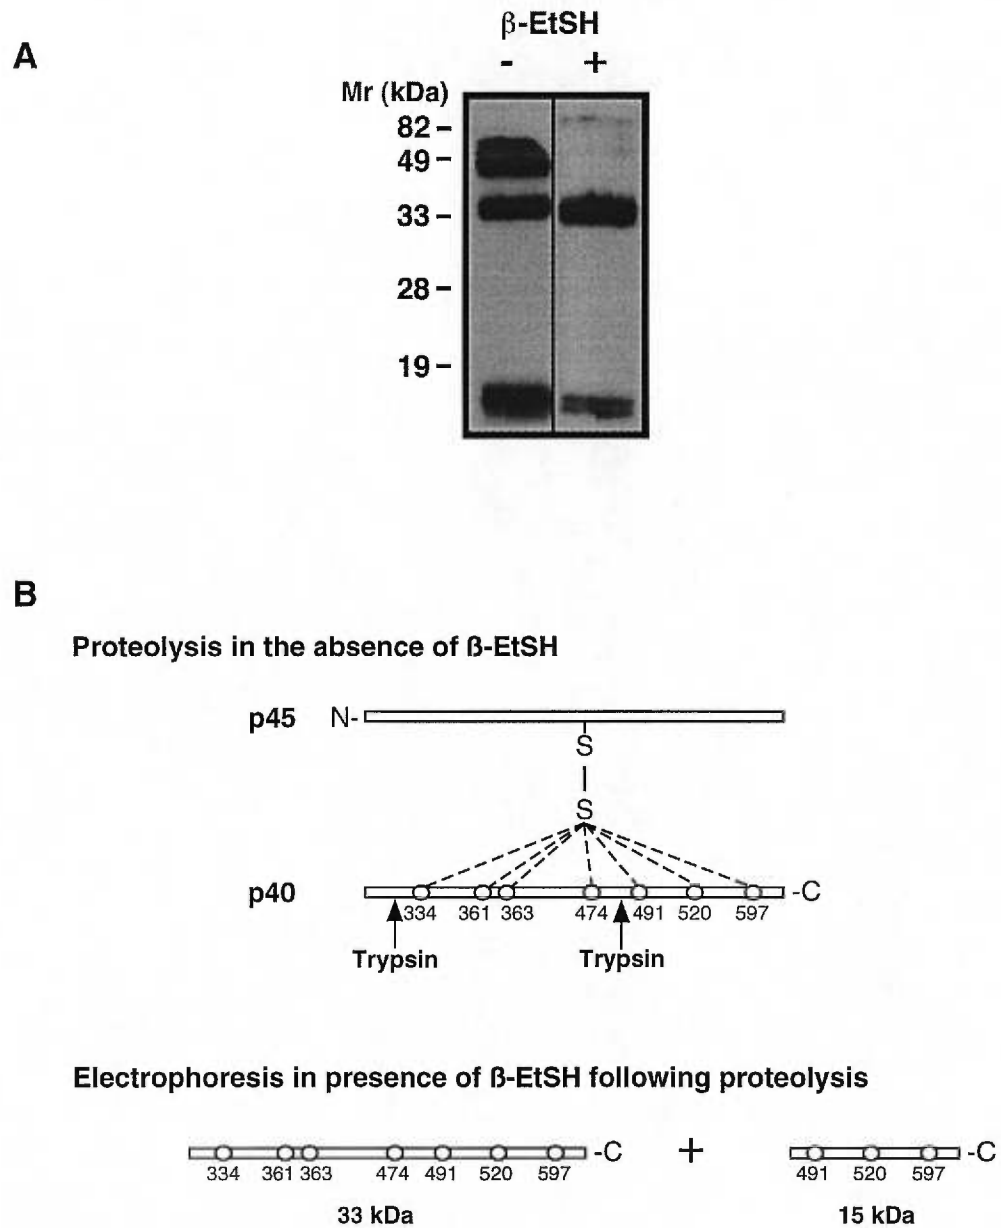 A
β-EtSH
- +
Mr (kDa)
82 –
49 –
33 –
28 –
19 –
B
Proteolysis in the absence of ß-EtSH
p45 N-
S
S
p40 -C
334 361 363 474 491 520 597
Trypsin Trypsin
Electrophoresis in presence of ß-EtSH following proteolysis
-C + -C
334 361 363 474 491 520 597 491 520 597
33 kDa 15 kDa